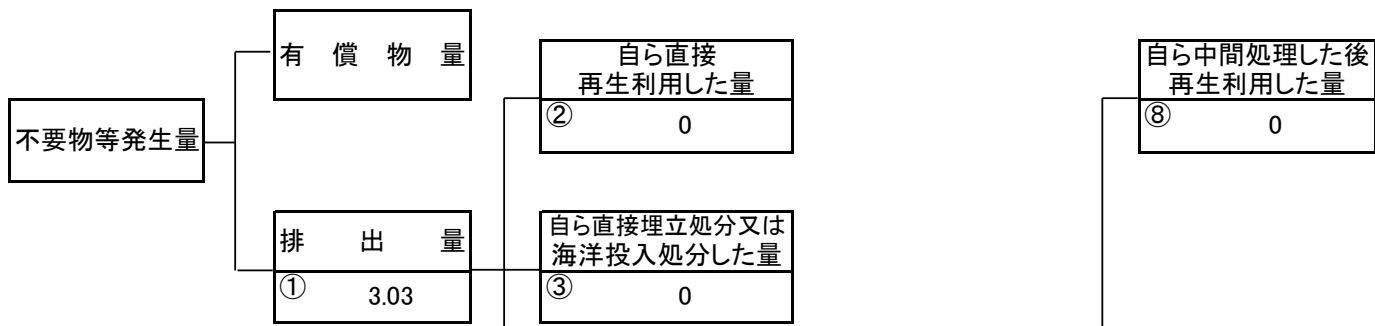 不要物等発生量
有償物量
排出量
① 3.03
自ら直接
再生利用した量
② 0
自ら直接埋立処分又は
海洋投入処分した量
③ 0
自ら中間処理した後
再生利用した量
⑧ 0